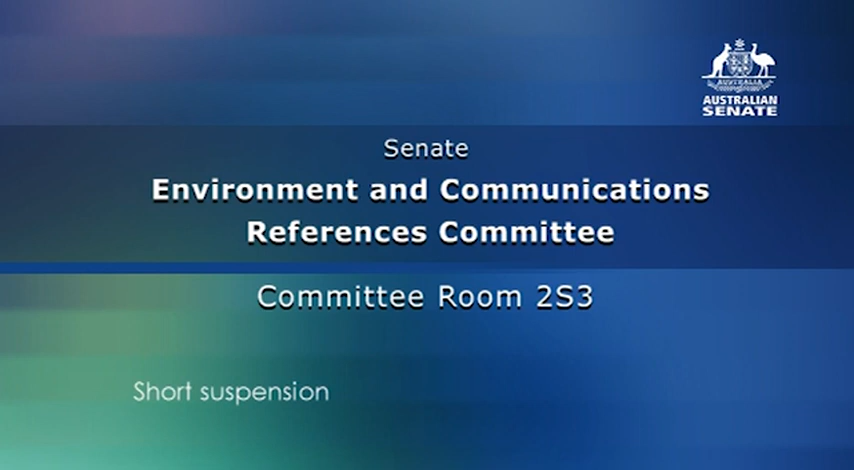 AUSTRALIAN
SENATE
Senate
Environment and Communications
References Committee
Committee Room 2S3
Short suspension